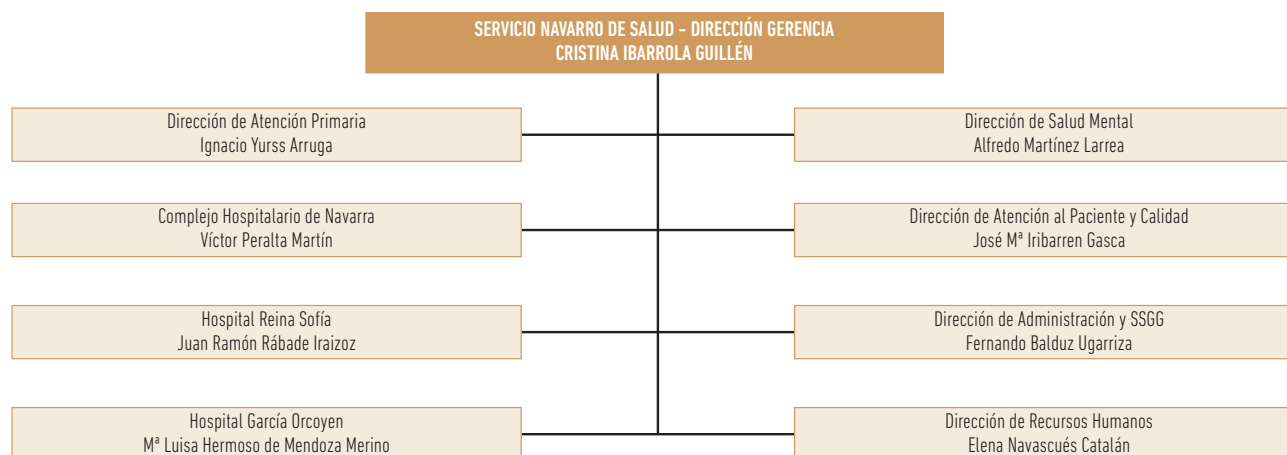 SERVICIO NAVARRO DE SALUD - DIRECCIÓN GERENCIA
CRISTINA IBARROLA GUILLÉN
Dirección de Atención Primaria
Ignacio Yurss Arruga
Dirección de Salud Mental
Alfredo Martínez Larrea
Complejo Hospitalario de Navarra
Víctor Peralta Martín
Dirección de Atención al Paciente y Calidad
José Mª Iribarren Gasca
Hospital Reina Sofía
Juan Ramón Rábade Iraizoz
Dirección de Administración y SSGG
Fernando Balduz Ugarriza
Hospital García Orcoyen
Mª Luisa Hermoso de Mendoza Merino
Dirección de Recursos Humanos
Elena Navascués Catalán